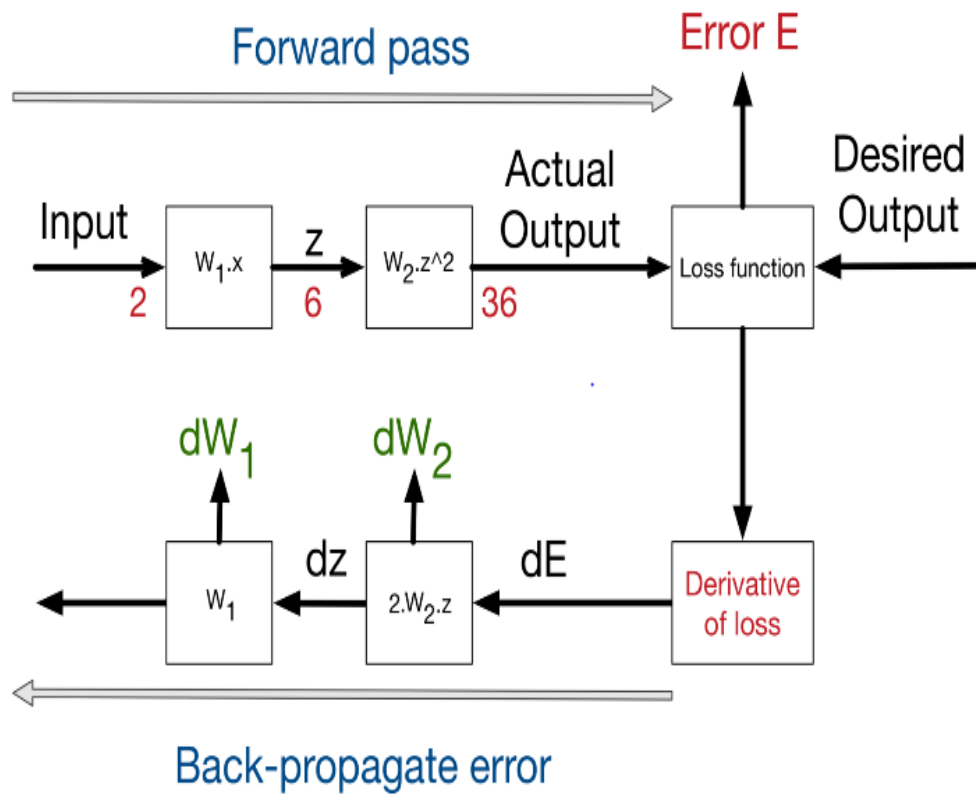 Forward pass
Error E
Input
W₁.x
z
W₂.z^2
Actual
Output
Loss function
Desired
Output
2
6
36
dW₁
dW₂
W₁
dz
2.W₂.z
dE
Derivative
of loss
Back-propagate error